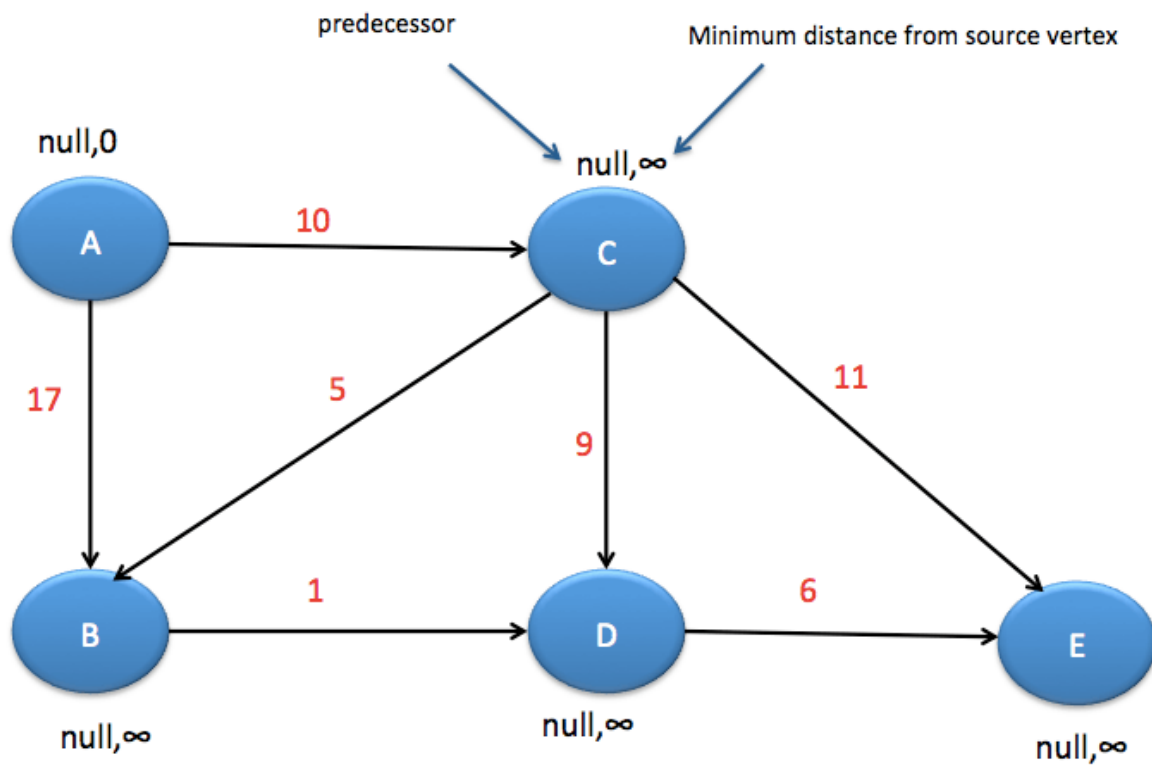 predecessor
Minimum distance from source vertex
null,0
null,∞
A
10
C
17
5
9
11
B
1
D
6
E
null,∞
null,∞
null,∞